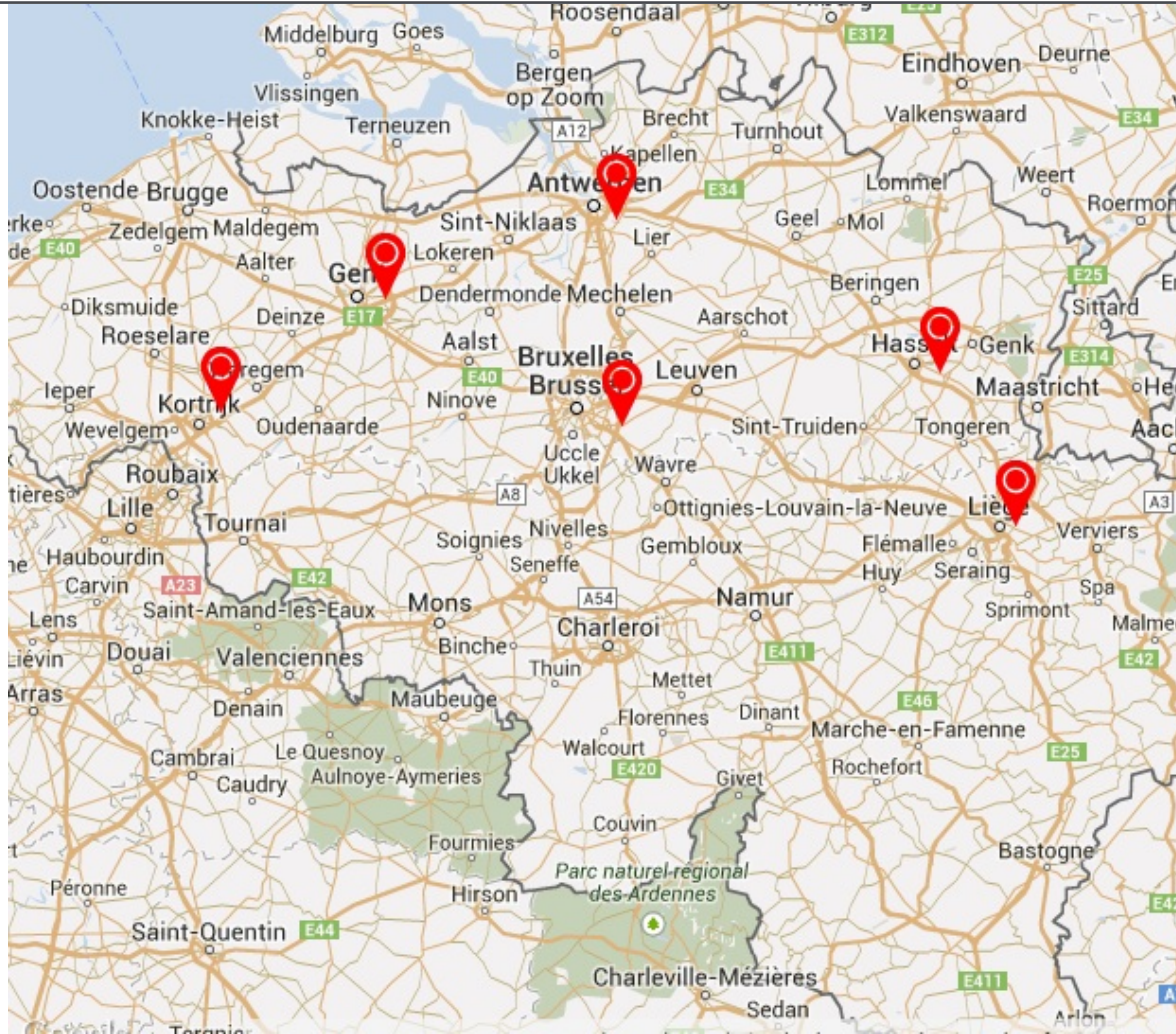 Roosendaal
E312
Middelburg
Goes
Eindhoven
Deurne
Bergen
op Zoom
Vlissingen
Knokke-Heist
Terneuzen
A12
Brecht
Turnhout
Valkenswaard
E34
Kapellen
Oostende
Brugge
Antwerpen
E34
Lommel
Weert
E40
Zedelgem
Maldegem
Sint-Niklaas
Geel
Mol
Lier
Aalter
Lokeren
Gent
E25
Diksmuide
Dendermonde
Mechelen
Beringen
Sittard
E17
Roeselare
Deinze
Aarschot
Aalst
Bruxelles
Brussel
Hasselt
Genk
E314
E40
Leuven
Ieper
Ninove
Maastricht
Kortrijk
Wevelgem
Oudenaarde
Sint-Truiden
Tongeren
Uccle
Ukkel
Wavre
Roubaix
A8
Lille
Ottignies-Louvain-la-Neuve
Liège
A3
Tournai
Nivelles
Verviers
Haubourdin
Soignies
Gembloux
Flémalle
Seneffe
Huy
Seraing
Carvin
A23
E42
Spa
Saint-Amand-les-Eaux
Mons
A54
Namur
Sprimont
Lens
Charleroi
Douai
Valenciennes
Binche
E411
E42
Thuin
Mettet
Arras
Denain
Maubeuge
E46
Florennes
Dinant
Marche-en-Famenne
Le Quesnoy
Walcourt
E25
Cambrai
Aulnoye-Aymeries
E420
Givet
Rochefort
Caudry
Couvin
Fourmies
Bastogne
Parc naturel régional
des Ardennes
Péronne
Hirson
Saint-Quentin
E44
Charleville-Mézières
E411
Sedan
Arlon